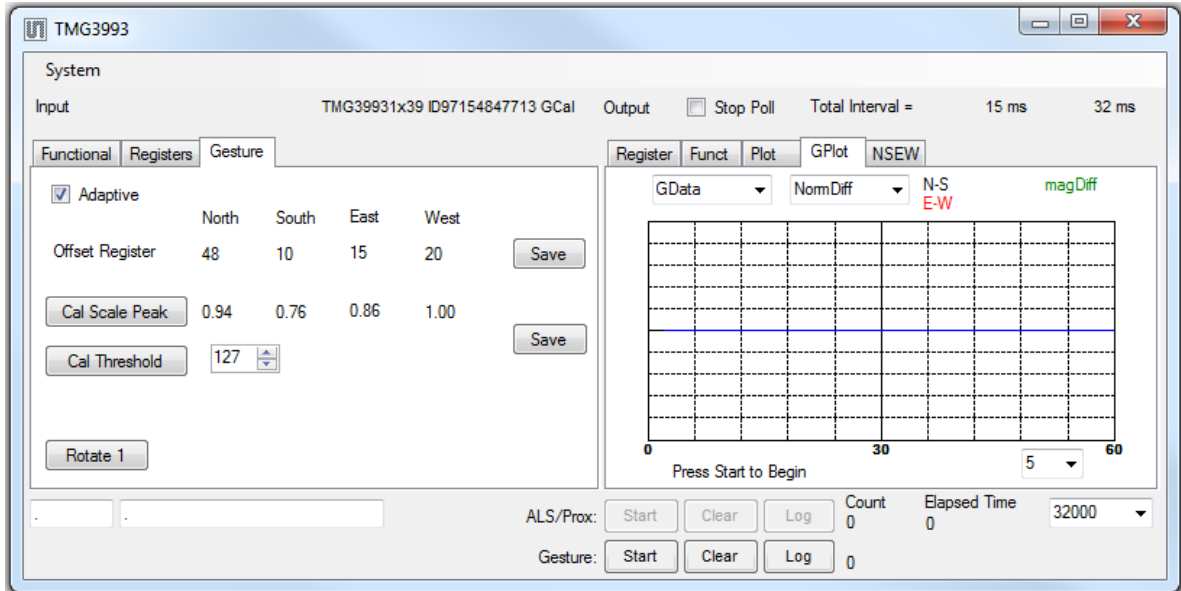 TMG3993
System
Input TMG39931x39 ID97154847713 GCal Output Stop Poll Total Interval = 15 ms 32 ms
Functional Registers Gesture
Register Funct Plot GPlot NSEW
Adaptive
North South East West
Offset Register 48 10 15 20 Save
Cal Scale Peak 0.94 0.76 0.86 1.00
Save
Cal Threshold 127
Rotate 1
GData NormDiff N-S magDiff
E-W
0 30 60
Press Start to Begin 5
. .
ALS/Prox: Start Clear Log Count Elapsed Time 32000
0 0
Gesture: Start Clear Log 0